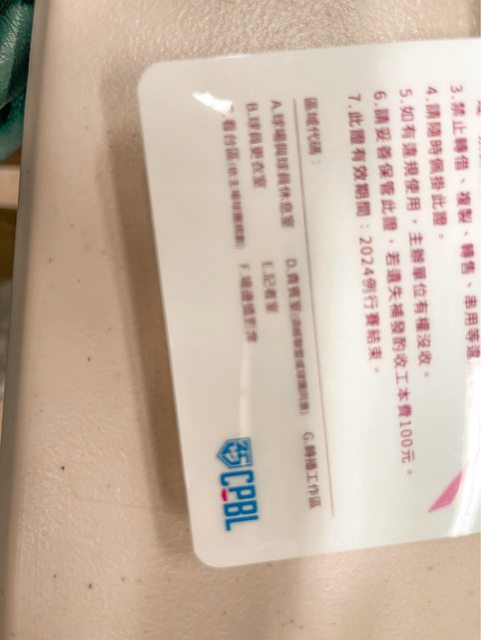 3.禁止轉借、複製、轉售、串用等違
4.請隨時佩掛此證。
5.如有違規使用，主辦單位有權沒收。
6.請妥善保管此證，若遺失補發酌收工本費100元。
7.此證有效期間：2024例行賽結束。
區域代碼：
A.球場與球員休息室
D.貴賓室
G.轉播工作區
B.球員更衣室
E.記者室
看台區
F.場邊攝影席
CPBL